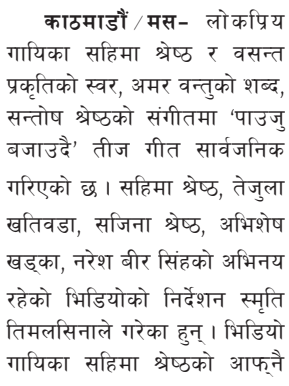 काठमाडौं/मस- लोकप्रिय
गायिका सहिमा श्रेष्ठ र वसन्त
प्रकृतिको स्वर, अमर वन्तुको शब्द,
सन्तोष श्रेष्ठको संगीतमा ‘पाउजु
बजाउदै’ तीज गीत सार्वजनिक
गरिएको छ । सहिमा श्रेष्ठ, तेजुला
खतिवडा, सजिना श्रेष्ठ, अभिशेष
खड्का, नरेश बीर सिंहको अभिनय
रहेको भिडियोको निर्देशन स्मृति
तिमलसिनाले गरेका हुन् । भिडियो
गायिका सहिमा श्रेष्ठको आफ्नै